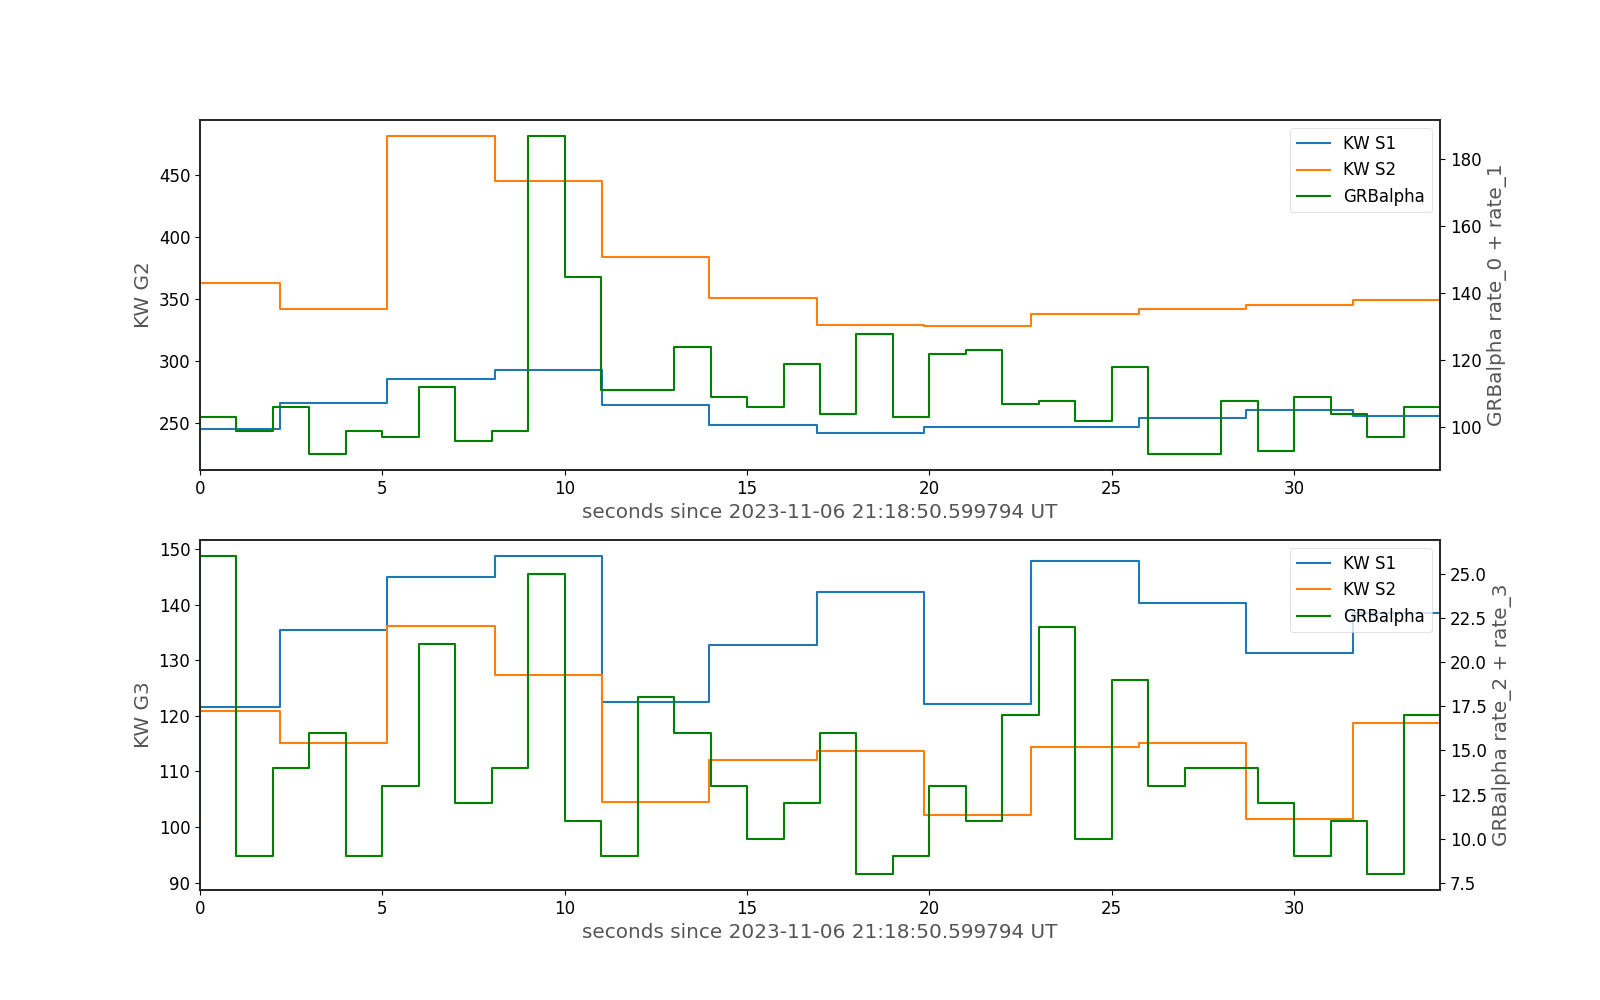 KW G2
450
400
350
300
250
KW S1
KW S2
GRBalpha
180
160
140
120
100
GRBalpha rate_0 + rate_1
0 5 10 15 20 25 30
seconds since 2023-11-06 21:18:50.599794 UT
KW G3
150
140
130
120
110
100
90
KW S1
KW S2
GRBalpha
25.0
22.5
20.0
17.5
15.0
12.5
10.0
7.5
GRBalpha rate_2 + rate_3
0 5 10 15 20 25 30
seconds since 2023-11-06 21:18:50.599794 UT